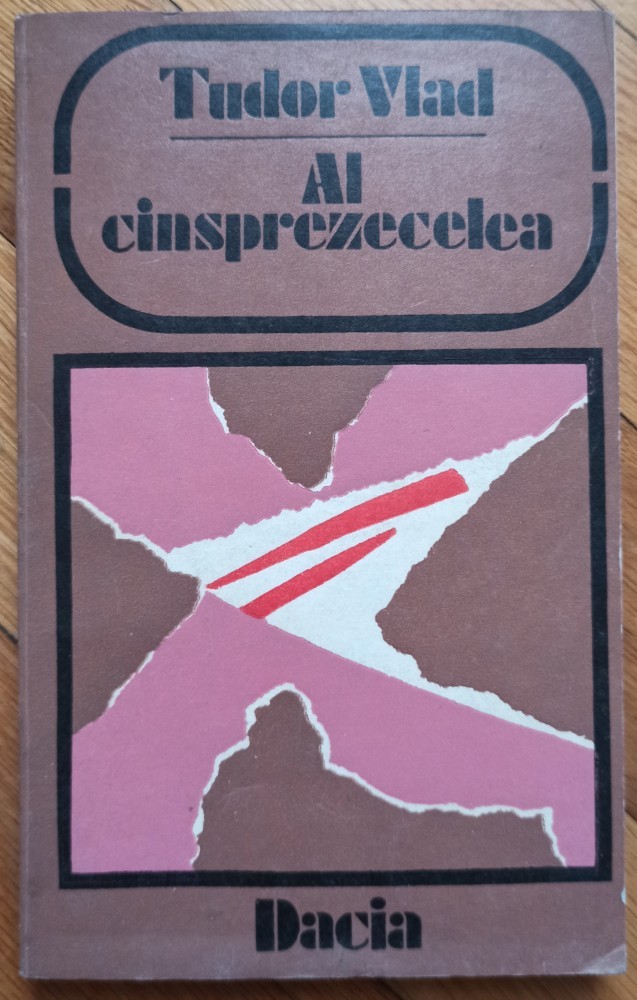 Tudor Vlad
Al
cinsprezecelea
Dacia